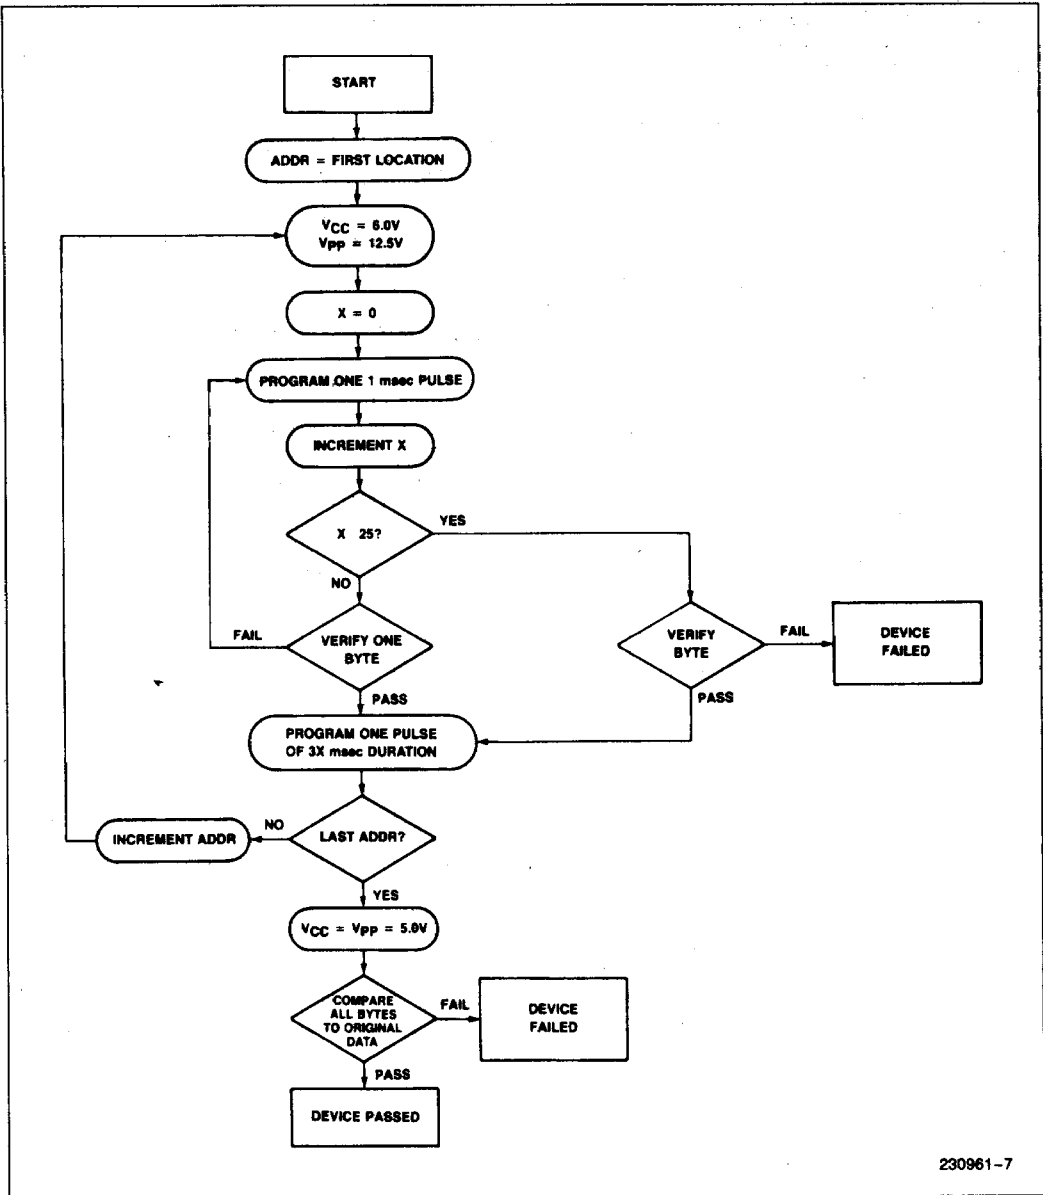 START
ADDR = FIRST LOCATION
VCC = 6.0V
Vpp = 12.5V
X = 0
PROGRAM ONE 1 msec PULSE
INCREMENT X
X 25?
YES
NO
FAIL
VERIFY ONE
BYTE
PASS
VERIFY
BYTE
FAIL
DEVICE
FAILED
PASS
PROGRAM ONE PULSE
OF 3X msec DURATION
LAST ADDR?
NO
INCREMENT ADDR
YES
VCC = Vpp = 5.0V
COMPARE
ALL BYTES
TO ORIGINAL
DATA
FAIL
DEVICE
FAILED
PASS
DEVICE PASSED
230961-7